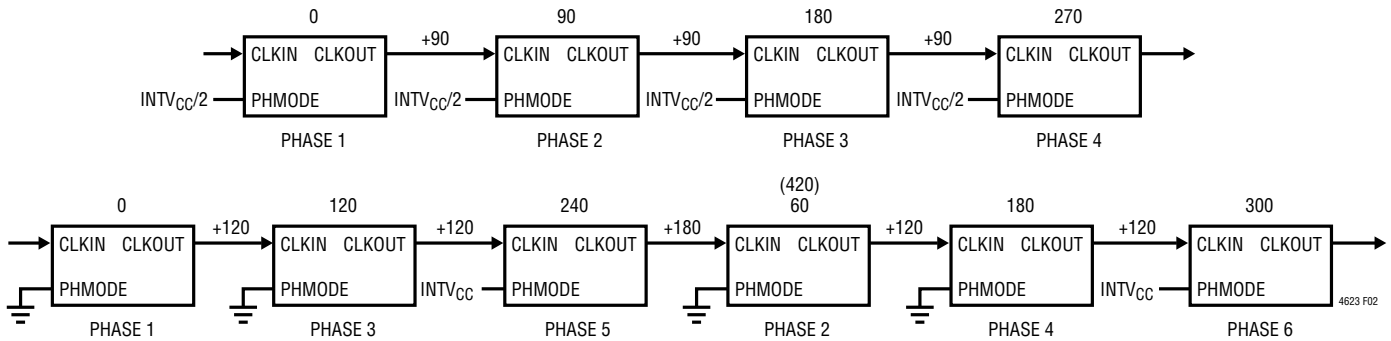 0 90 180 270
CLKIN CLKOUT +90 CLKIN CLKOUT +90 CLKIN CLKOUT +90 CLKIN CLKOUT
INTVCC/2 PHMODE INTVCC/2 PHMODE INTVCC/2 PHMODE INTVCC/2 PHMODE
PHASE 1 PHASE 2 PHASE 3 PHASE 4
(420)
0 120 240 60 180 300
CLKIN CLKOUT +120 CLKIN CLKOUT +120 CLKIN CLKOUT +180 CLKIN CLKOUT +120 CLKIN CLKOUT +120 CLKIN CLKOUT
PHMODE PHMODE INTVCC PHMODE PHMODE PHMODE INTVCC PHMODE
4623 F02
PHASE 1 PHASE 3 PHASE 5 PHASE 2 PHASE 4 PHASE 6